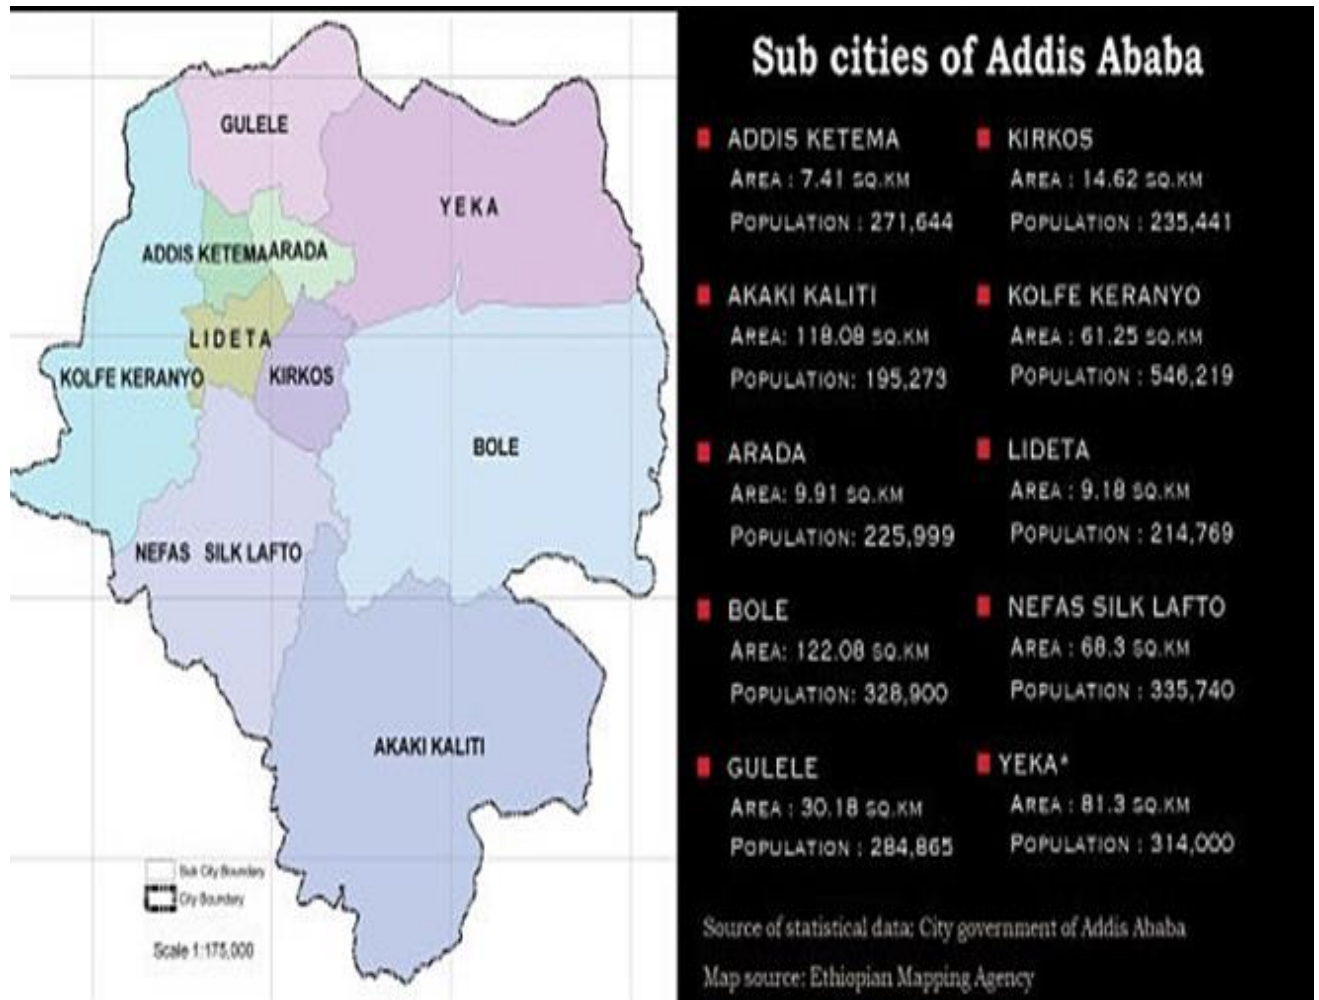 GULELE
YEKA
ADDIS KETEMA
ARADA
LIDETA
KOLFE KERANYO
KIRKOS
BOLE
NEFAS SILK LAFTO
AKAKI KALITI
Sub City Boundary
City Boundary
Scale 1:175,000
Sub cities of Addis Ababa
ADDIS KETEMA
AREA : 7.41 SQ.KM
POPULATION : 271,644
AKAKI KALITI
AREA: 118.08 SQ.KM
POPULATION: 195,273
ARADA
AREA: 9.91 SQ.KM
POPULATION: 225,999
BOLE
AREA: 122.08 SQ.KM
POPULATION: 328,900
GULELE
AREA : 30.18 SQ.KM
POPULATION : 284,865
KIRKOS
AREA : 14.62 SQ.KM
POPULATION : 235,441
KOLFE KERANYO
AREA : 61.25 SQ.KM
POPULATION : 546,219
LIDETA
AREA : 9.18 SQ.KM
POPULATION : 214,769
NEFAS SILK LAFTO
AREA : 68.3 SQ.KM
POPULATION : 335,740
YEKA*
AREA : 81.3 SQ.KM
POPULATION : 314,000
Source of statistical data: City government of Addis Ababa
Map source: Ethiopian Mapping Agency